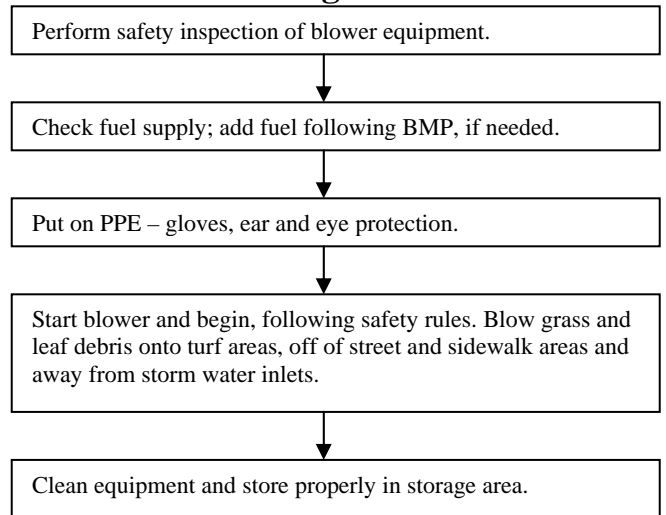 Perform safety inspection of blower equipment.
Check fuel supply; add fuel following BMP, if needed.
Put on PPE – gloves, ear and eye protection.
Start blower and begin, following safety rules. Blow grass and
leaf debris onto turf areas, off of street and sidewalk areas and
away from storm water inlets.
Clean equipment and store properly in storage area.